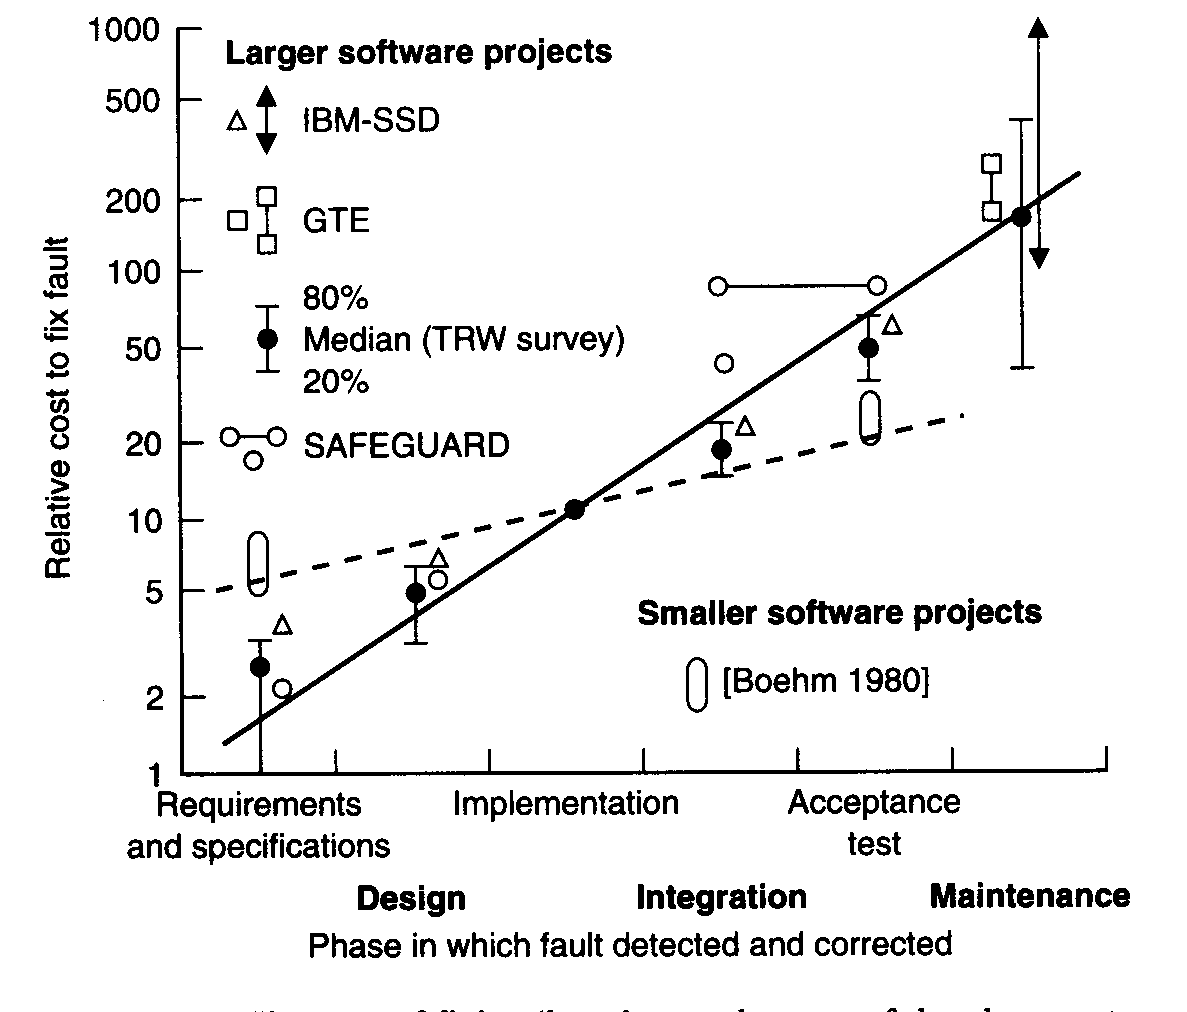 1000
500
200
100
50
20
10
5
2
1
Relative cost to fix fault
Larger software projects
IBM-SSD
GTE
80%
Median (TRW survey)
20%
SAFEGUARD
Smaller software projects
[Boehm 1980]
Requirements
and specifications
Design
Implementation
Integration
Acceptance
test
Maintenance
Phase in which fault detected and corrected